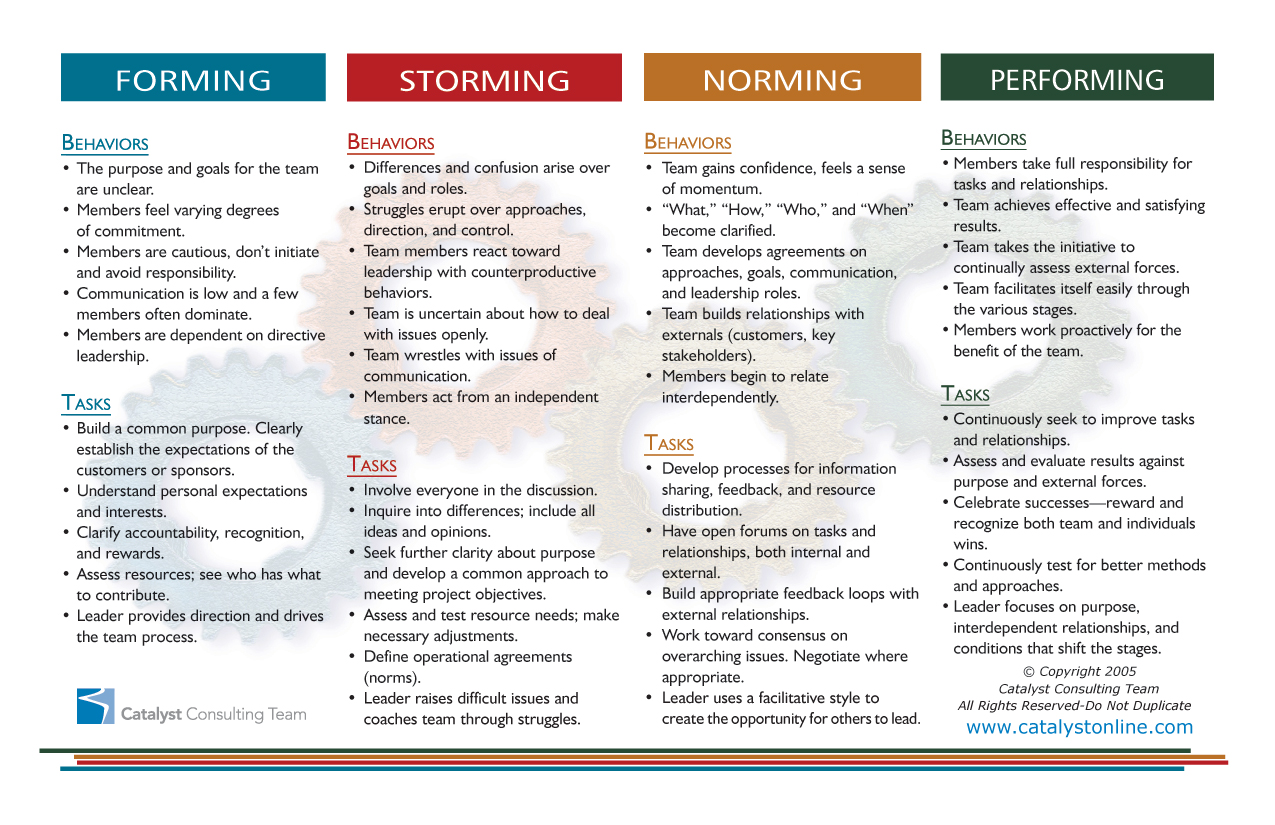 FORMING
BEHAVIORS
• The purpose and goals for the team
are unclear.
• Members feel varying degrees
of commitment.
• Members are cautious, don’t initiate
and avoid responsibility.
• Communication is low and a few
members often dominate.
• Members are dependent on directive
leadership.
TASKS
• Build a common purpose. Clearly
establish the expectations of the
customers or sponsors.
• Understand personal expectations
and interests.
• Clarify accountability, recognition,
and rewards.
• Assess resources; see who has what
to contribute.
• Leader provides direction and drives
the team process.
Catalyst Consulting Team
STORMING
BEHAVIORS
• Differences and confusion arise over
goals and roles.
• Struggles erupt over approaches,
direction, and control.
• Team members react toward
leadership with counterproductive
behaviors.
• Team is uncertain about how to deal
with issues openly.
• Team wrestles with issues of
communication.
• Members act from an independent
stance.
TASKS
• Involve everyone in the discussion.
• Inquire into differences; include all
ideas and opinions.
• Seek further clarity about purpose
and develop a common approach to
meeting project objectives.
• Assess and test resource needs; make
necessary adjustments.
• Define operational agreements
(norms).
• Leader raises difficult issues and
coaches team through struggles.
NORMING
BEHAVIORS
• Team gains confidence, feels a sense
of momentum.
• “What,” “How,” “Who,” and “When”
become clarified.
• Team develops agreements on
approaches, goals, communication,
and leadership roles.
• Team builds relationships with
externals (customers, key
stakeholders).
• Members begin to relate
interdependently.
TASKS
• Develop processes for information
sharing, feedback, and resource
distribution.
• Have open forums on tasks and
relationships, both internal and
external.
• Build appropriate feedback loops with
external relationships.
• Work toward consensus on
overarching issues. Negotiate where
appropriate.
• Leader uses a facilitative style to
create the opportunity for others to lead.
PERFORMING
BEHAVIORS
• Members take full responsibility for
tasks and relationships.
• Team achieves effective and satisfying
results.
• Team takes the initiative to
continually assess external forces.
• Team facilitates itself easily through
the various stages.
• Members work proactively for the
benefit of the team.
TASKS
• Continuously seek to improve tasks
and relationships.
• Assess and evaluate results against
purpose and external forces.
• Celebrate successes—reward and
recognize both team and individuals
wins.
• Continuously test for better methods
and approaches.
• Leader focuses on purpose,
interdependent relationships, and
conditions that shift the stages.
© Copyright 2005
Catalyst Consulting Team
All Rights Reserved-Do Not Duplicate
www.catalystonline.com